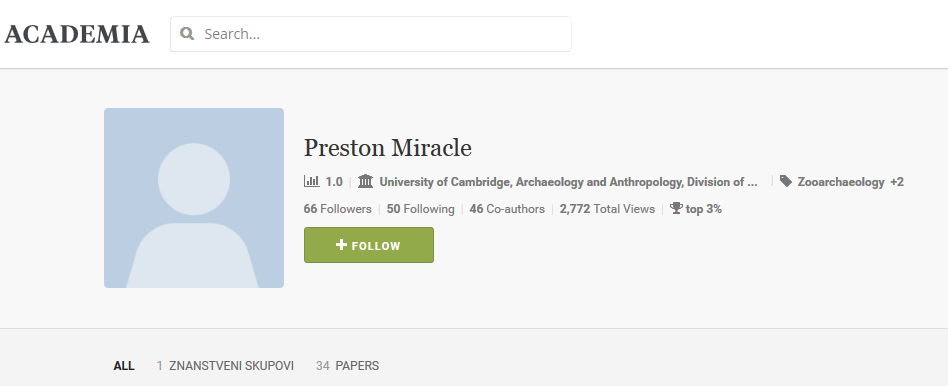 ACADEMIA Search...
Preston Miracle
1.0 University of Cambridge, Archaeology and Anthropology, Division of ... Zooarchaeology +2
66 Followers 50 Following 46 Co-authors 2,772 Total Views top 3%
FOLLOW
ALL 1 ZNANSTVENI SKUPOVI 34 PAPERS